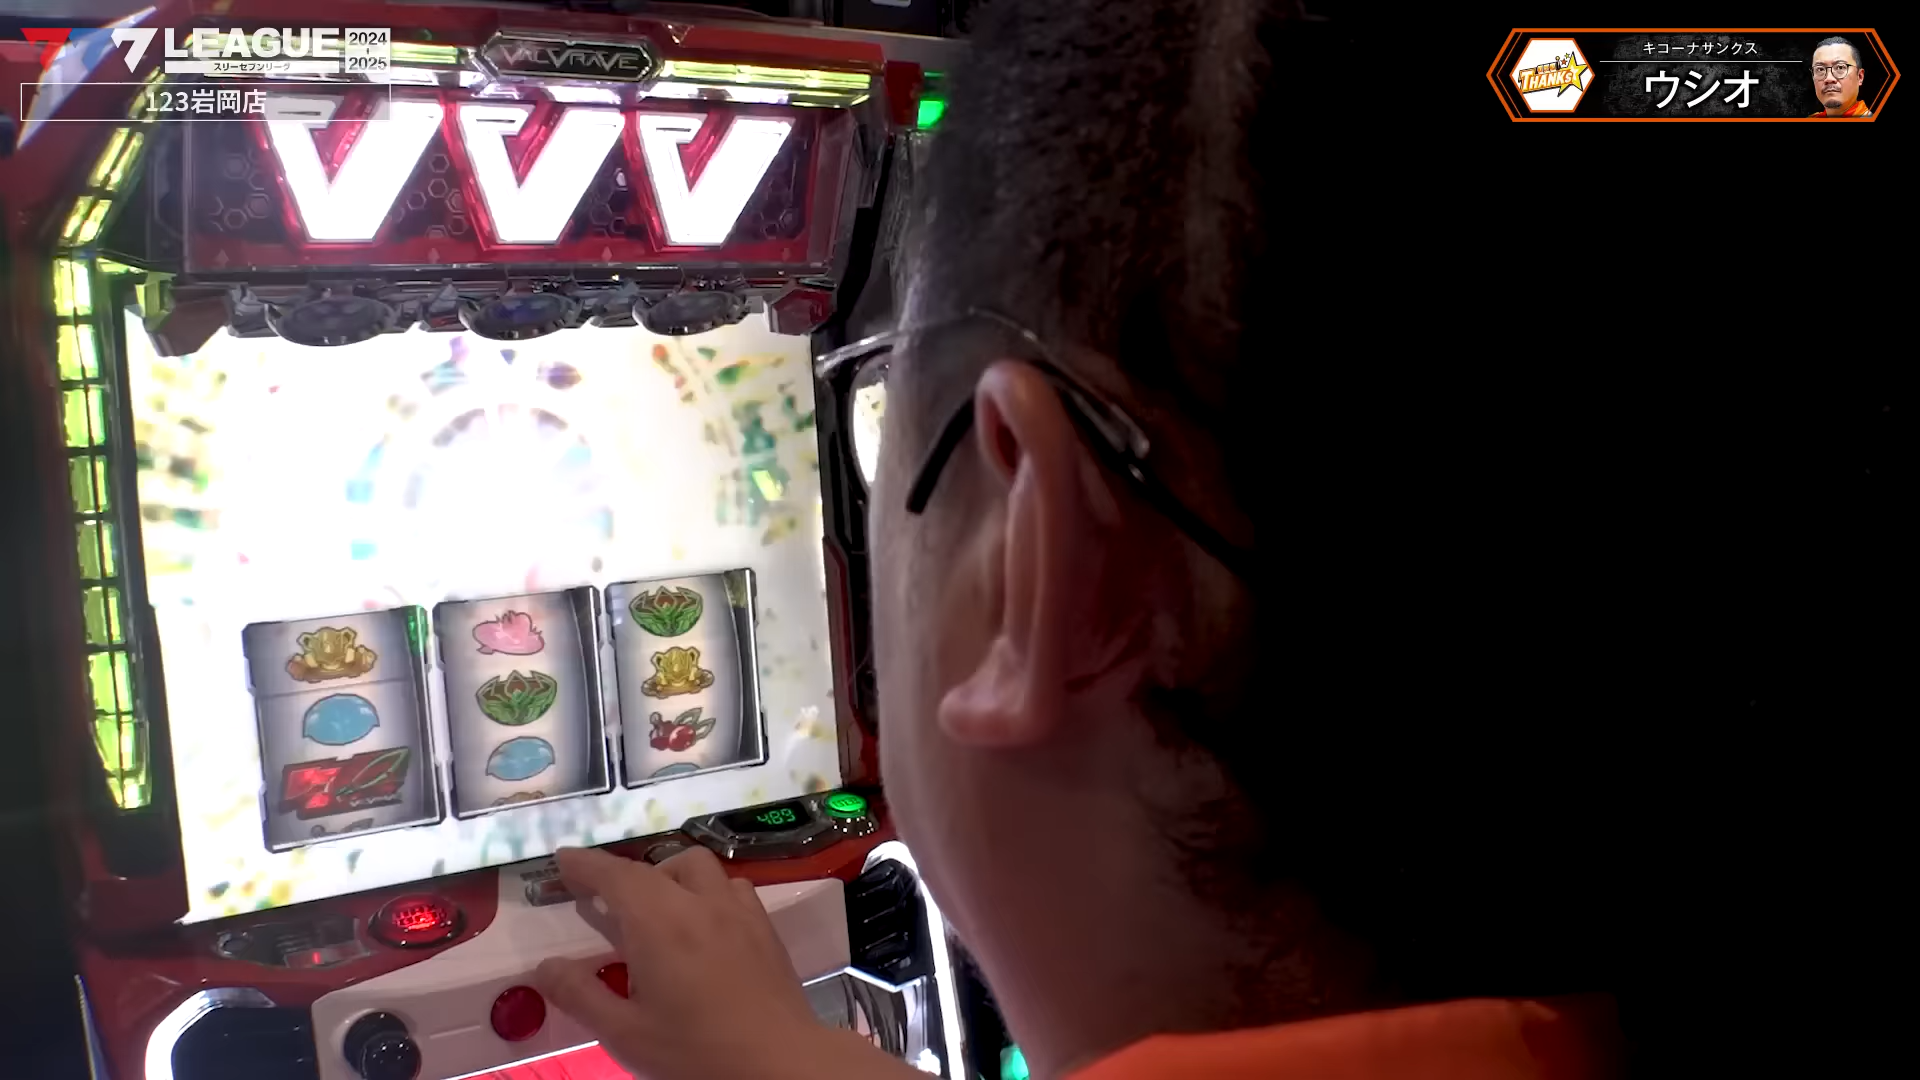 LEAGUE
2024
2025
スリーセブンリーグ
123岩岡店
VALVRAVE
VVV
キコーナサンクス
ウシオ
THANKS
489